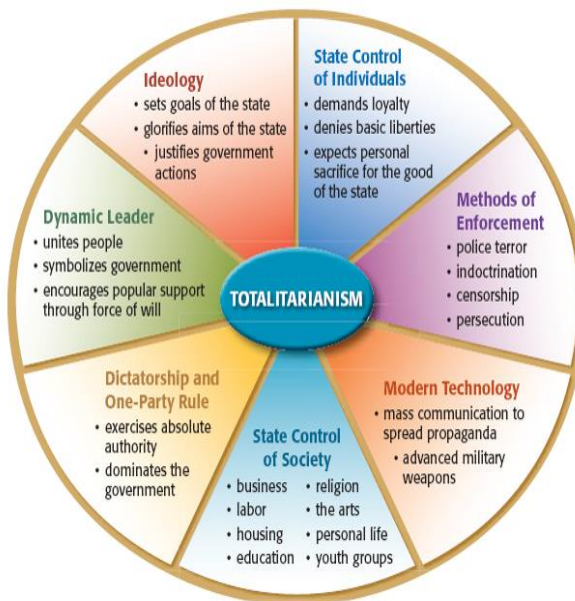 Ideology
• sets goals of the state
• glorifies aims of the state
• justifies government
actions
State Control
of Individuals
• demands loyalty
• denies basic liberties
• expects personal
sacrifice for the good
of the state
Methods of
Enforcement
• police terror
• indoctrination
• censorship
• persecution
Modern Technology
• mass communication to
spread propaganda
• advanced military
weapons
State Control
of Society
• business
• labor
• housing
• education
• religion
• the arts
• personal life
• youth groups
Dictatorship and
One-Party Rule
• exercises absolute
authority
• dominates the
government
Dynamic Leader
• unites people
• symbolizes government
• encourages popular support
through force of will
TOTALITARIANISM